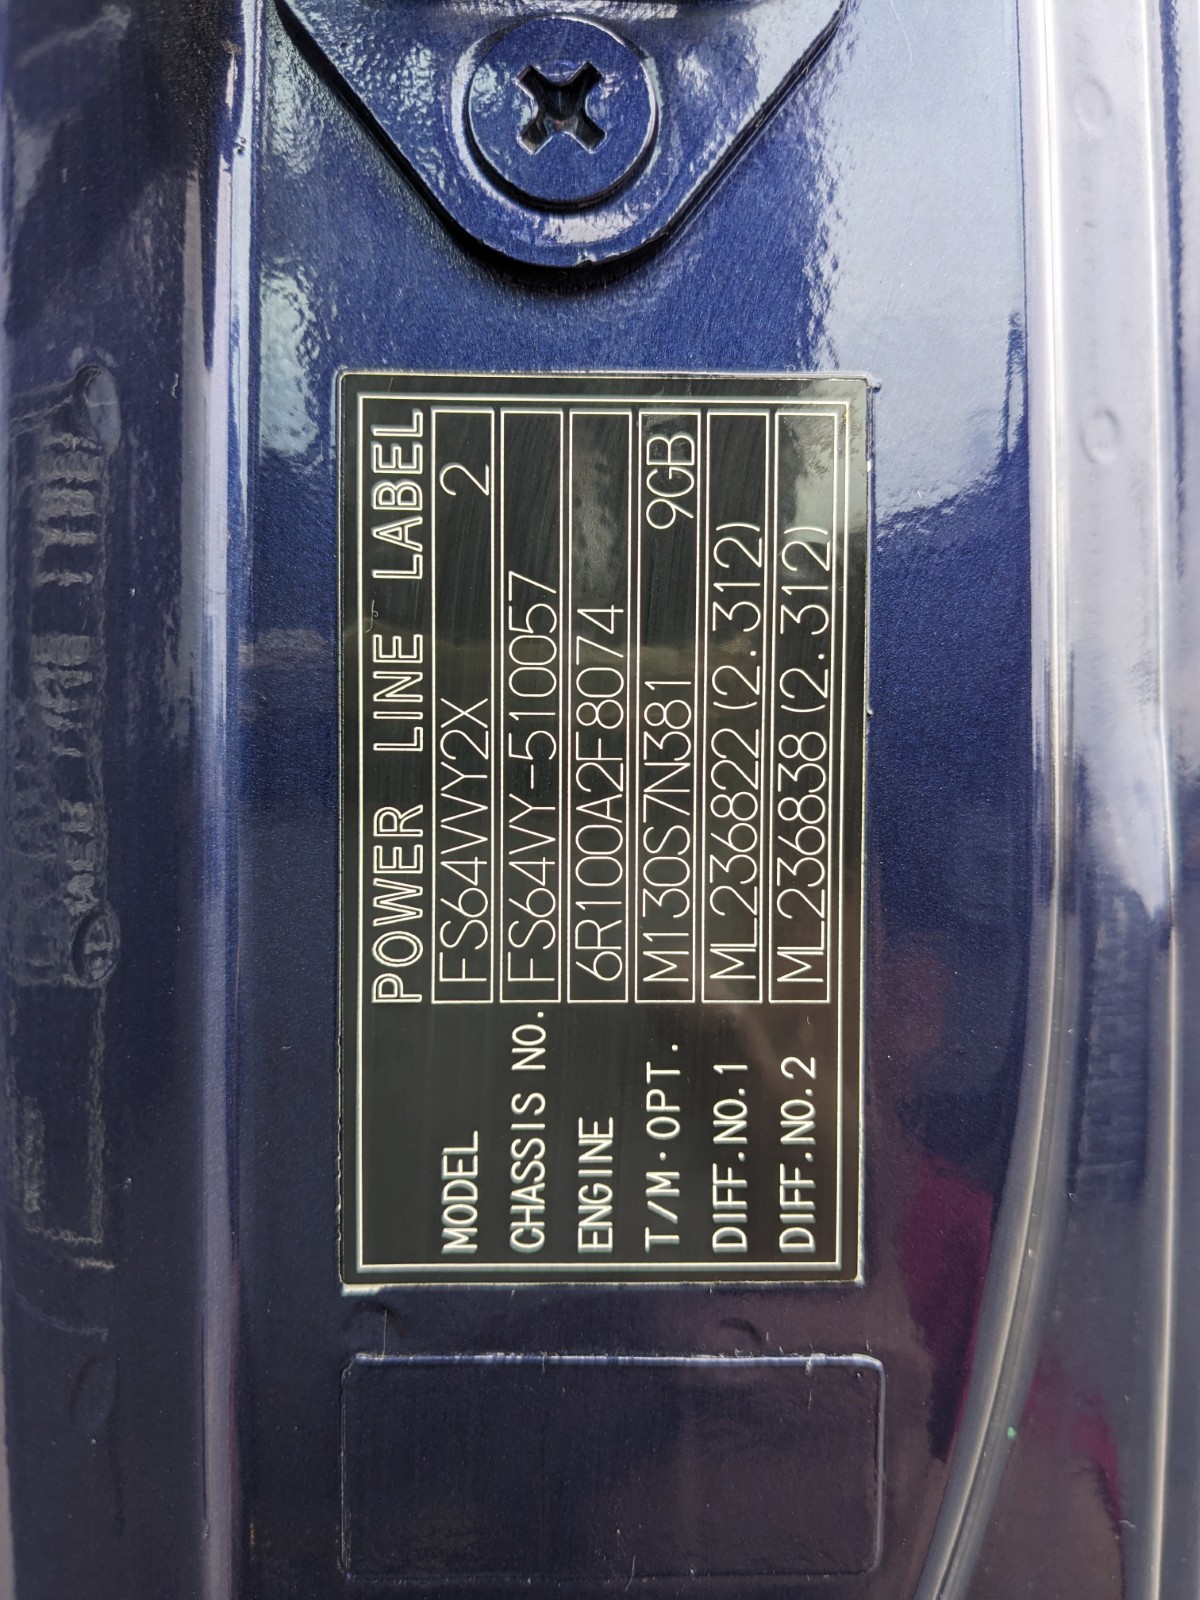 POWER LINE LABEL
MODEL FS64VVY2X 2
CHASSIS NO. FS64VY-510057
ENGINE 6R100A2F8074
T/M·OPT. M130S7N381 9GB
DIFF.NO.1 ML236822(2.312)
DIFF.NO.2 ML236838(2.312)